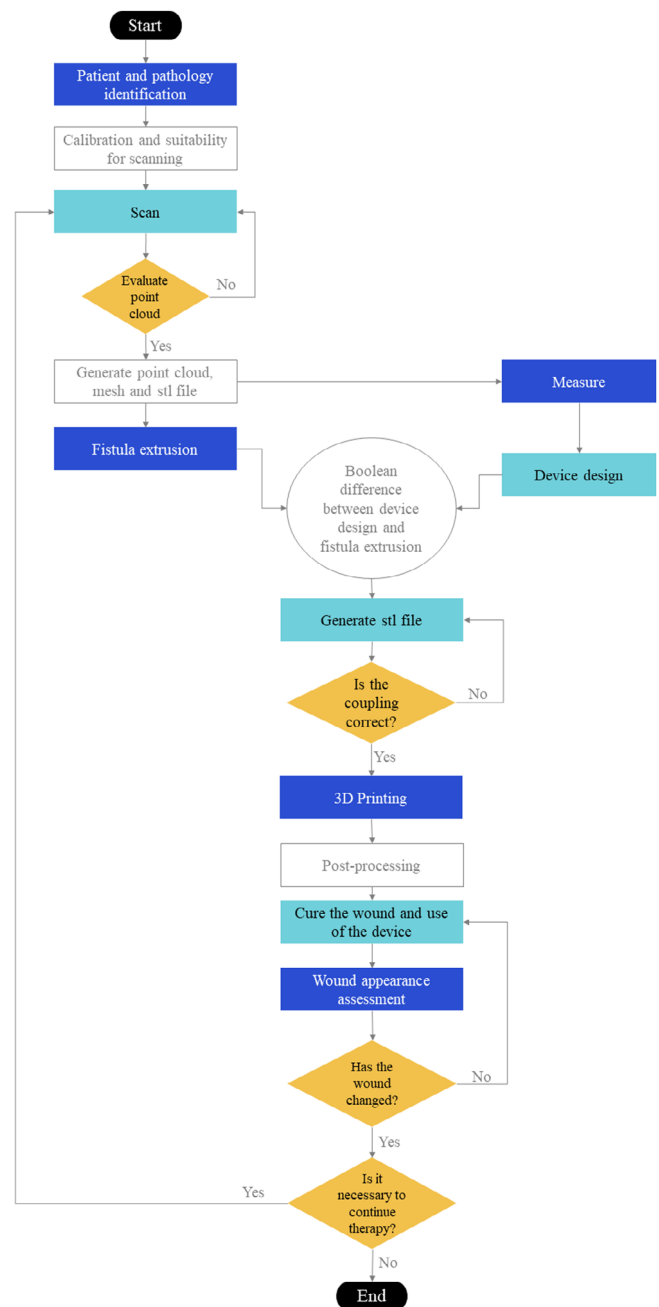 Start
Patient and pathology
identification
Calibration and suitability
for scanning
Scan
Evaluate
point
cloud
No
Yes
Generate point cloud,
mesh and stl file
Measure
Fistula extrusion
Device design
Boolean
difference
between device
design and
fistula extrusion
Generate stl file
Is the
coupling
correct?
No
Yes
3D Printing
Post-processing
Cure the wound and use
of the device
Wound appearance
assessment
Has the
wound
changed?
No
Yes
Is it
necessary to
continue
therapy?
Yes
No
End